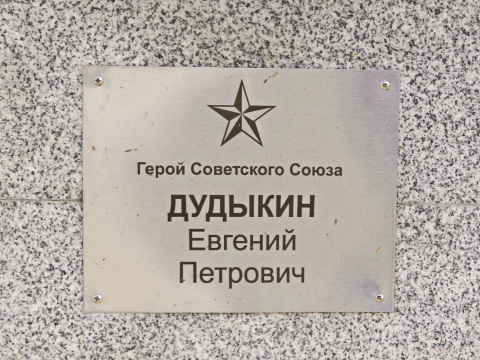 Герой Советского Союза
ДУДЫКИН
Евгений
Петрович